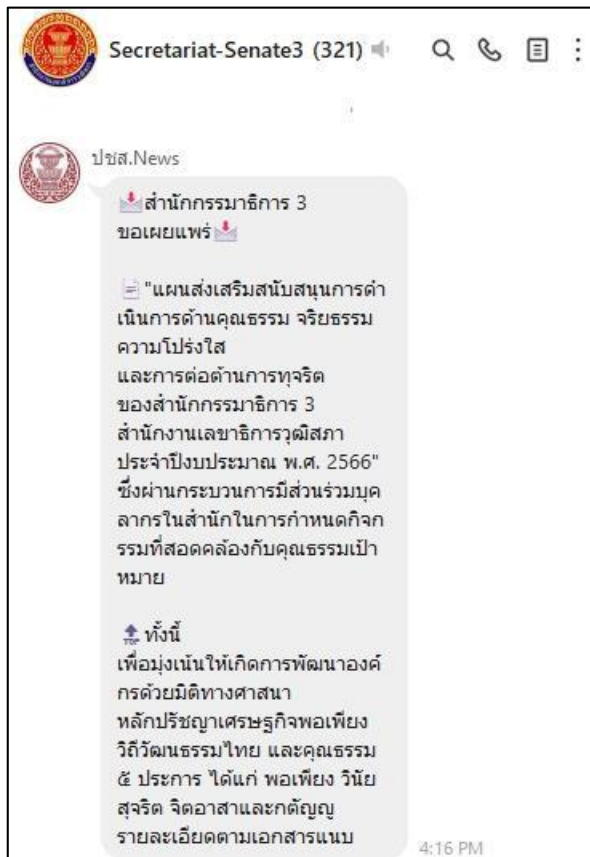 Secretariat-Senate3 (321)
ปชส.News
สำนักกรรมาธิการ 3
ขอเผยแพร่
"แผนส่งเสริมสนับสนุนการดำ
เนินการด้านคุณธรรม จริยธรรม
ความโปร่งใส
และการต่อต้านการทุจริต
ของสำนักกรรมาธิการ 3
สำนักงานเลขาธิการวุฒิสภา
ประจำปีงบประมาณ พ.ศ. 2566"
ซึ่งผ่านกระบวนการมีส่วนร่วมบุค
ลากรในสำนักในการกำหนดกิจก
รรมที่สอดคล้องกับคุณธรรมเป้า
หมาย
TOP ทั้งนี้
เพื่อมุ่งเน้นให้เกิดการพัฒนาองค์
กรด้วยมิติทางศาสนา
หลักปรัชญาเศรษฐกิจพอเพียง
วิถีวัฒนธรรมไทย และคุณธรรม
๕ ประการ ได้แก่ พอเพียง วินัย
สุจริต จิตอาสาและกตัญญู
รายละเอียดตามเอกสารแนบ
4:16 PM